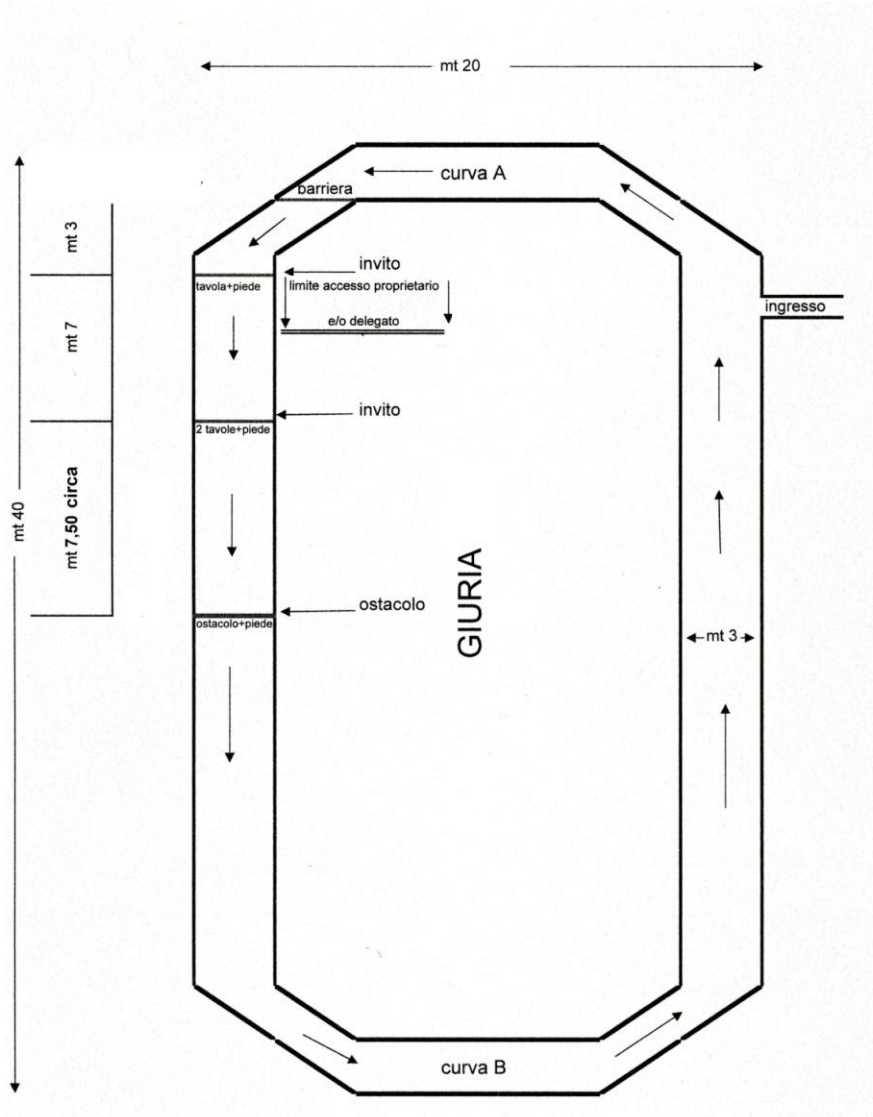 mt 20
curva A
barriera
mt 3
invito
tavola+piede
limite accesso proprietario
ingresso
e/o delegato
mt 7
invito
2 tavole+piede
mt 40
mt 7,50 circa
GIURIA
ostacolo
ostacolo+piede
mt 3
curva B